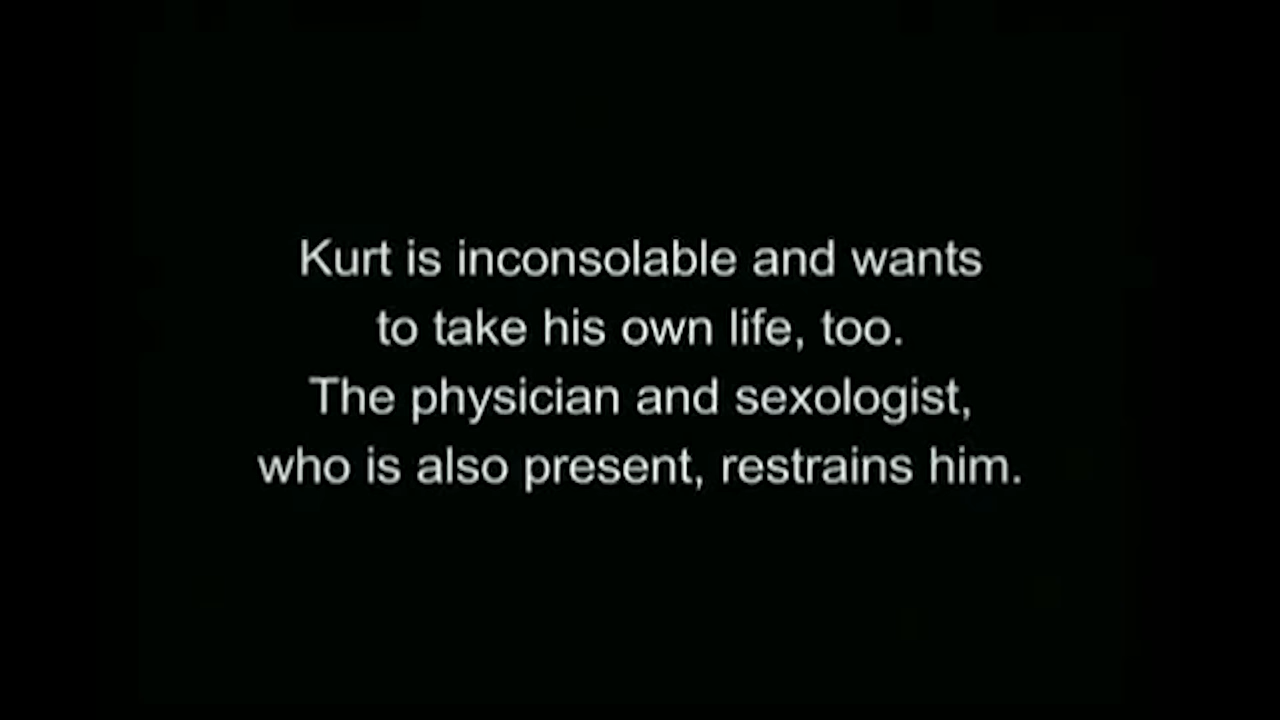 Kurt is inconsolable and wants
to take his own life, too.
The physician and sexologist,
who is also present, restrains him.